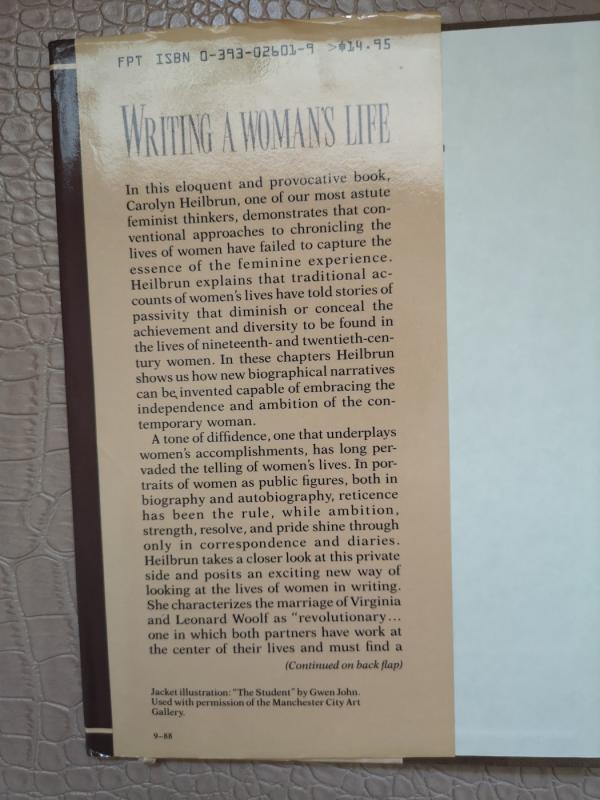 FPT ISBN 0-393-02601-9 >$14.95
WRITING A WOMAN'S LIFE
In this eloquent and provocative book,
Carolyn Heilbrun, one of our most astute
feminist thinkers, demonstrates that con-
ventional approaches to chronicling the
lives of women have failed to capture the
essence of the feminine experience.
Heilbrun explains that traditional ac-
counts of women's lives have told stories of
passivity that diminish or conceal the
achievement and diversity to be found in
the lives of nineteenth- and twentieth-cen-
tury women. In these chapters Heilbrun
shows us how new biographical narratives
can be invented capable of embracing the
independence and ambition of the con-
temporary woman.
A tone of diffidence, one that underplays
women's accomplishments, has long per-
vaded the telling of women's lives. In por-
traits of women as public figures, both in
biography and autobiography, reticence
has been the rule, while ambition,
strength, resolve, and pride shine through
only in correspondence and diaries.
Heilbrun takes a closer look at this private
side and posits an exciting new way of
looking at the lives of women in writing.
She characterizes the marriage of Virginia
and Leonard Woolf as "revolutionary...
one in which both partners have work at
the center of their lives and must find a
(Continued on back flap)
Jacket illustration: "The Student" by Gwen John.
Used with permission of the Manchester City Art
Gallery.
9-88